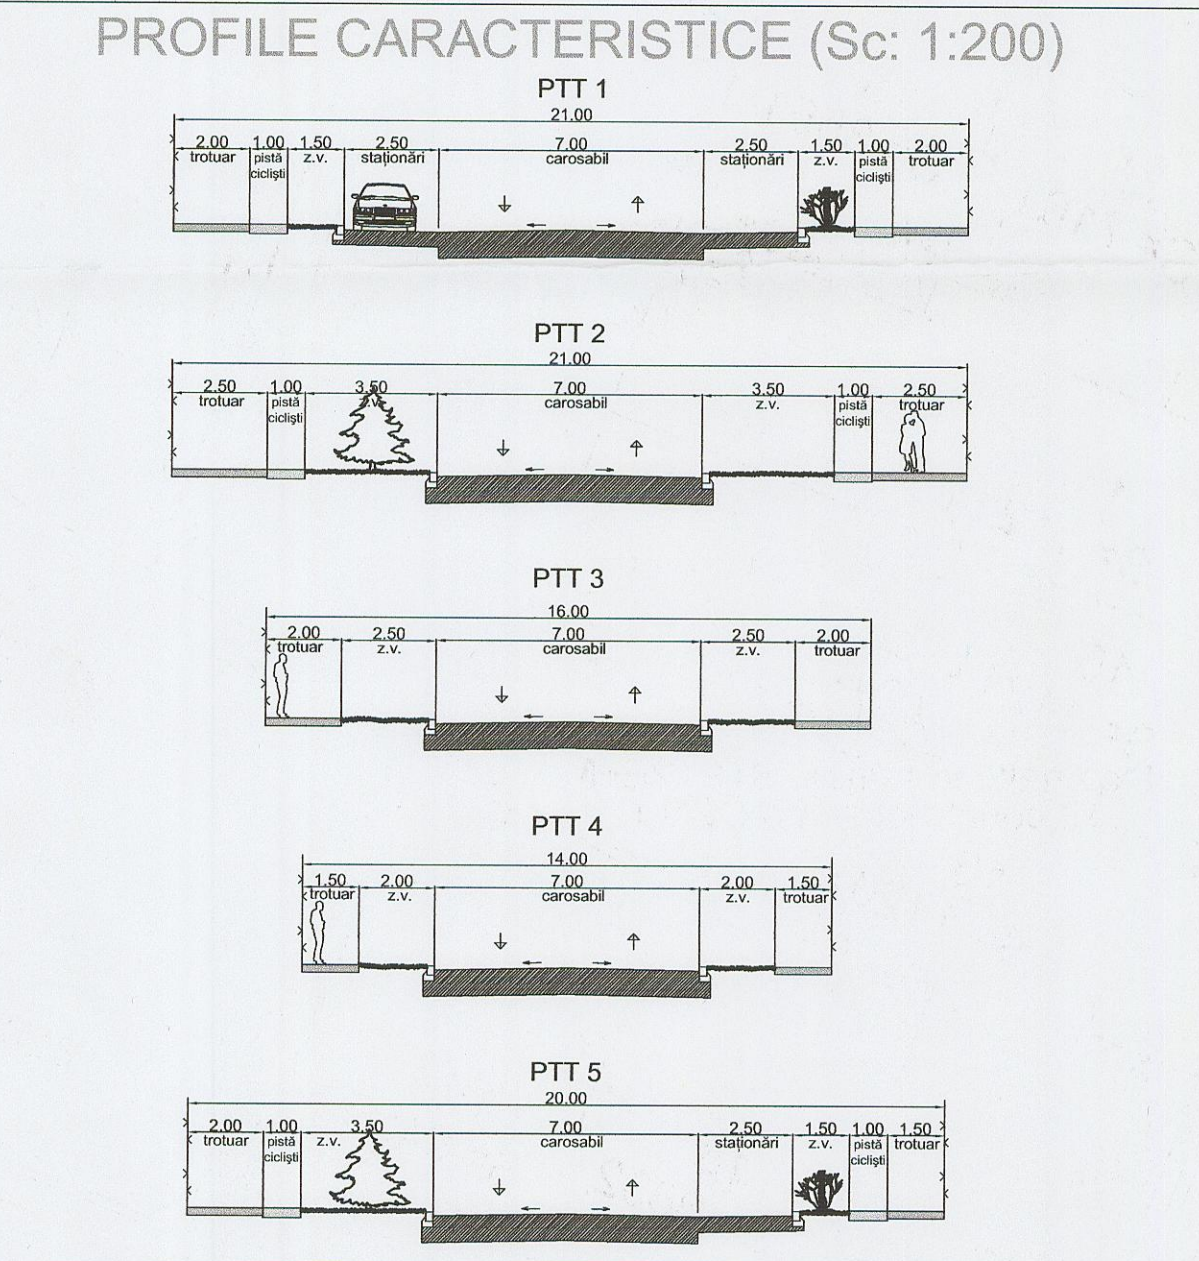 PROFILE CARACTERISTICE (Sc: 1:200)
PTT 1
21.00
2.00 1.00 1.50 2.50 7.00 2.50 1.50 1.00 2.00
trotuar pistă z.v. staționări carosabil staționări z.v. pistă trotuar
cicliști cicliști
PTT 2
21.00
2.50 1.00 3.50 7.00 3.50 1.00 2.50
trotuar pistă z.v. carosabil z.v. pistă trotuar
cicliști cicliști
PTT 3
16.00
2.00 2.50 7.00 2.50 2.00
trotuar z.v. carosabil z.v. trotuar
PTT 4
14.00
1.50 2.00 7.00 2.00 1.50
trotuar z.v. carosabil z.v. trotuar
PTT 5
20.00
2.00 1.00 3.50 7.00 2.50 1.50 1.00 1.50
trotuar pistă z.v. carosabil staționări z.v. pistă trotuar
cicliști cicliști